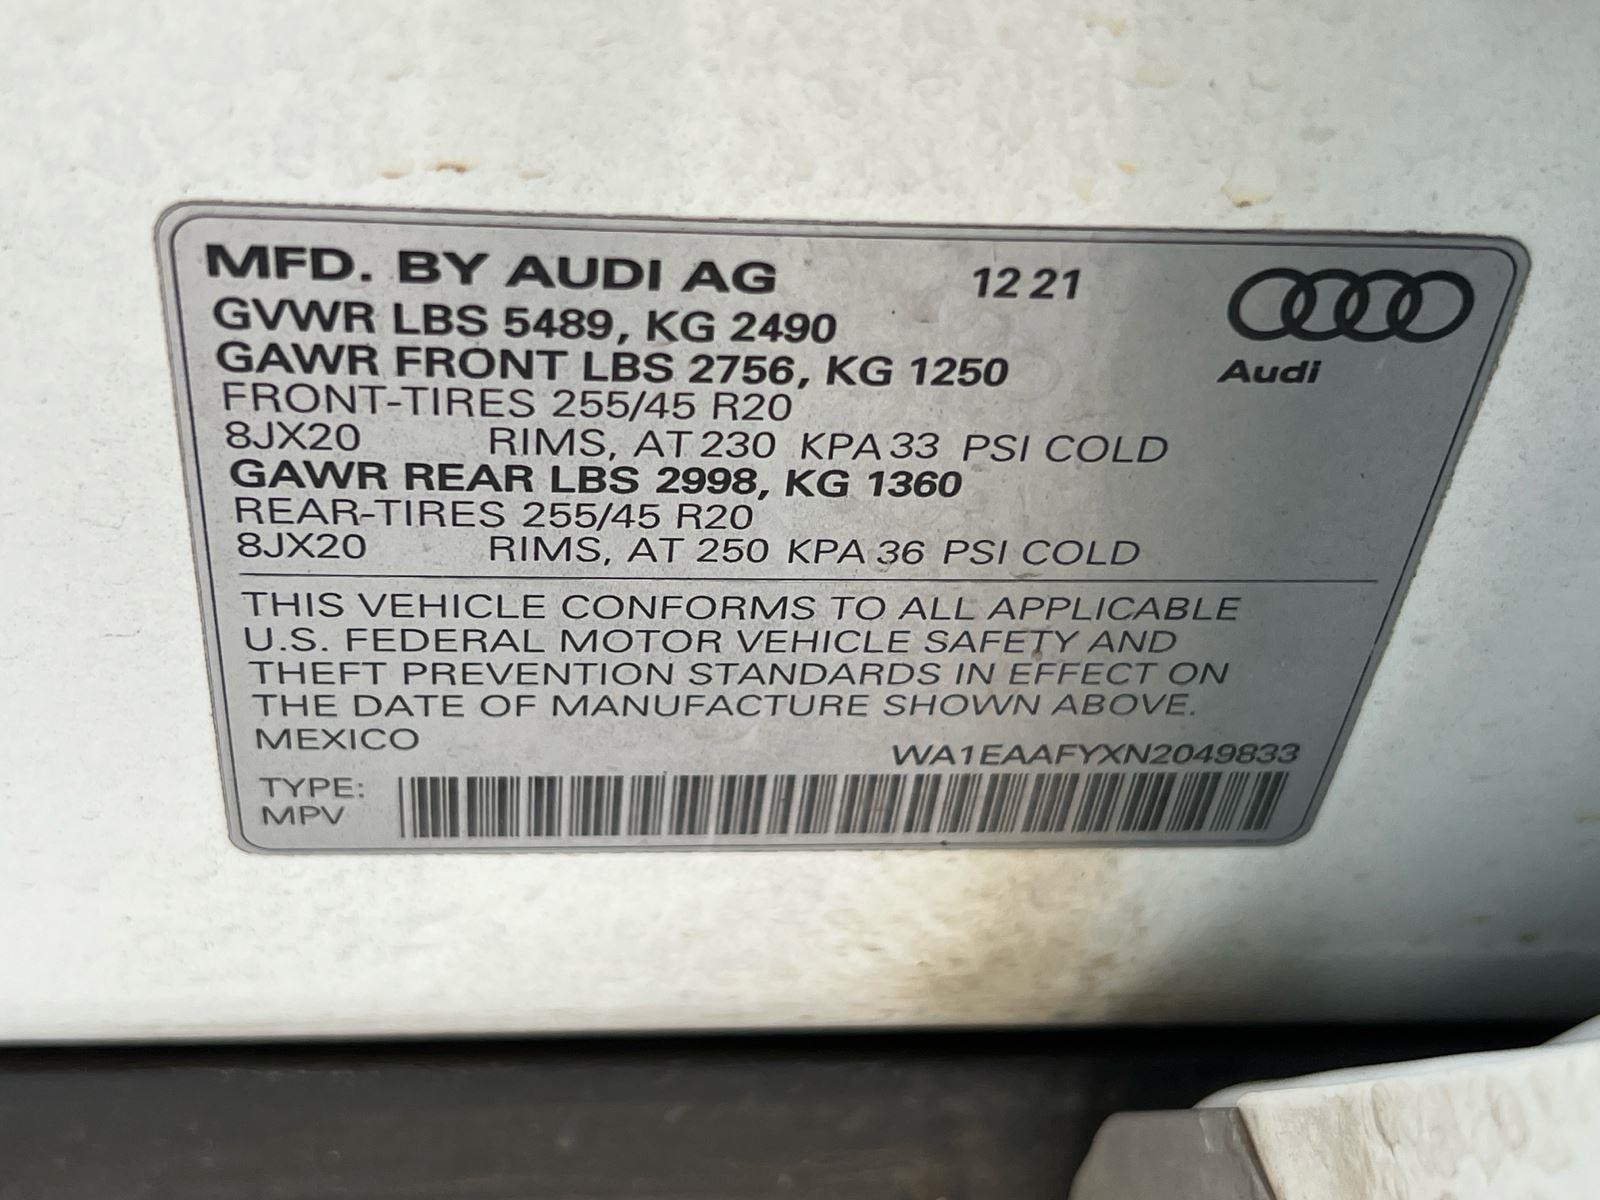 MFD. BY AUDI AG 12 21
GVWR LBS 5489, KG 2490
GAWR FRONT LBS 2756, KG 1250
Audi
FRONT-TIRES 255/45 R20
8JX20 RIMS, AT 230 KPA 33 PSI COLD
GAWR REAR LBS 2998, KG 1360
REAR-TIRES 255/45 R20
8JX20 RIMS, AT 250 KPA 36 PSI COLD
THIS VEHICLE CONFORMS TO ALL APPLICABLE
U.S. FEDERAL MOTOR VEHICLE SAFETY AND
THEFT PREVENTION STANDARDS IN EFFECT ON
THE DATE OF MANUFACTURE SHOWN ABOVE.
MEXICO WA1EAAFYXN2049833
TYPE:
MPV